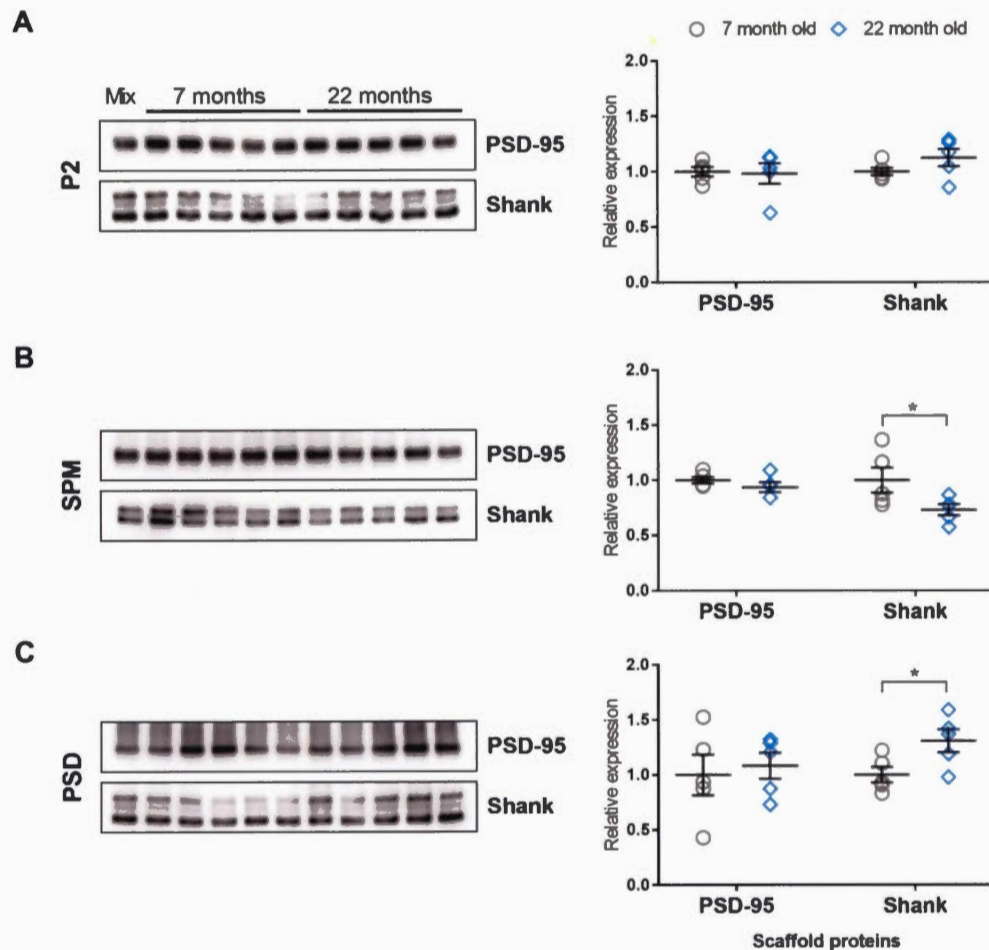 A
○ 7 month old ◇ 22 month old
Mix 7 months 22 months
P2
PSD-95
Shank
Relative expression
2.0
1.5
1.0
0.5
0.0
PSD-95 Shank
B
SPM
PSD-95
Shank
Relative expression
2.0
1.5
1.0
0.5
0.0
*
PSD-95 Shank
C
PSD
PSD-95
Shank
Relative expression
2.0
1.5
1.0
0.5
0.0
*
PSD-95 Shank
Scaffold proteins